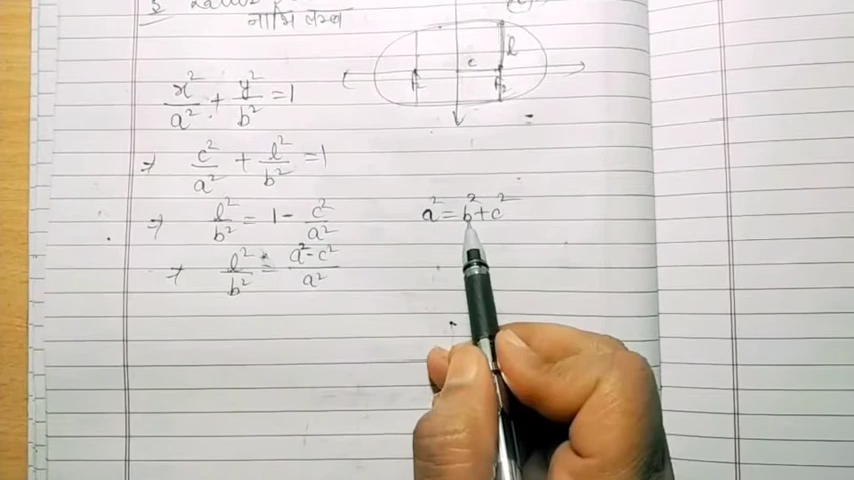 नाभि लम्ब
l
c
x²/a² + y²/b² = 1
→ c²/a² + l²/b² = 1
→ l²/b² = 1 - c²/a²
a² = b² + c²
→ l²/b² = a² - c²/a²